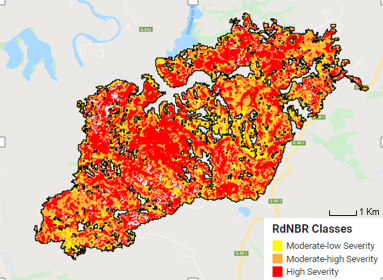 1 Km
RdNBR Classes
Moderate-low Severity
Moderate-high Severity
High Severity